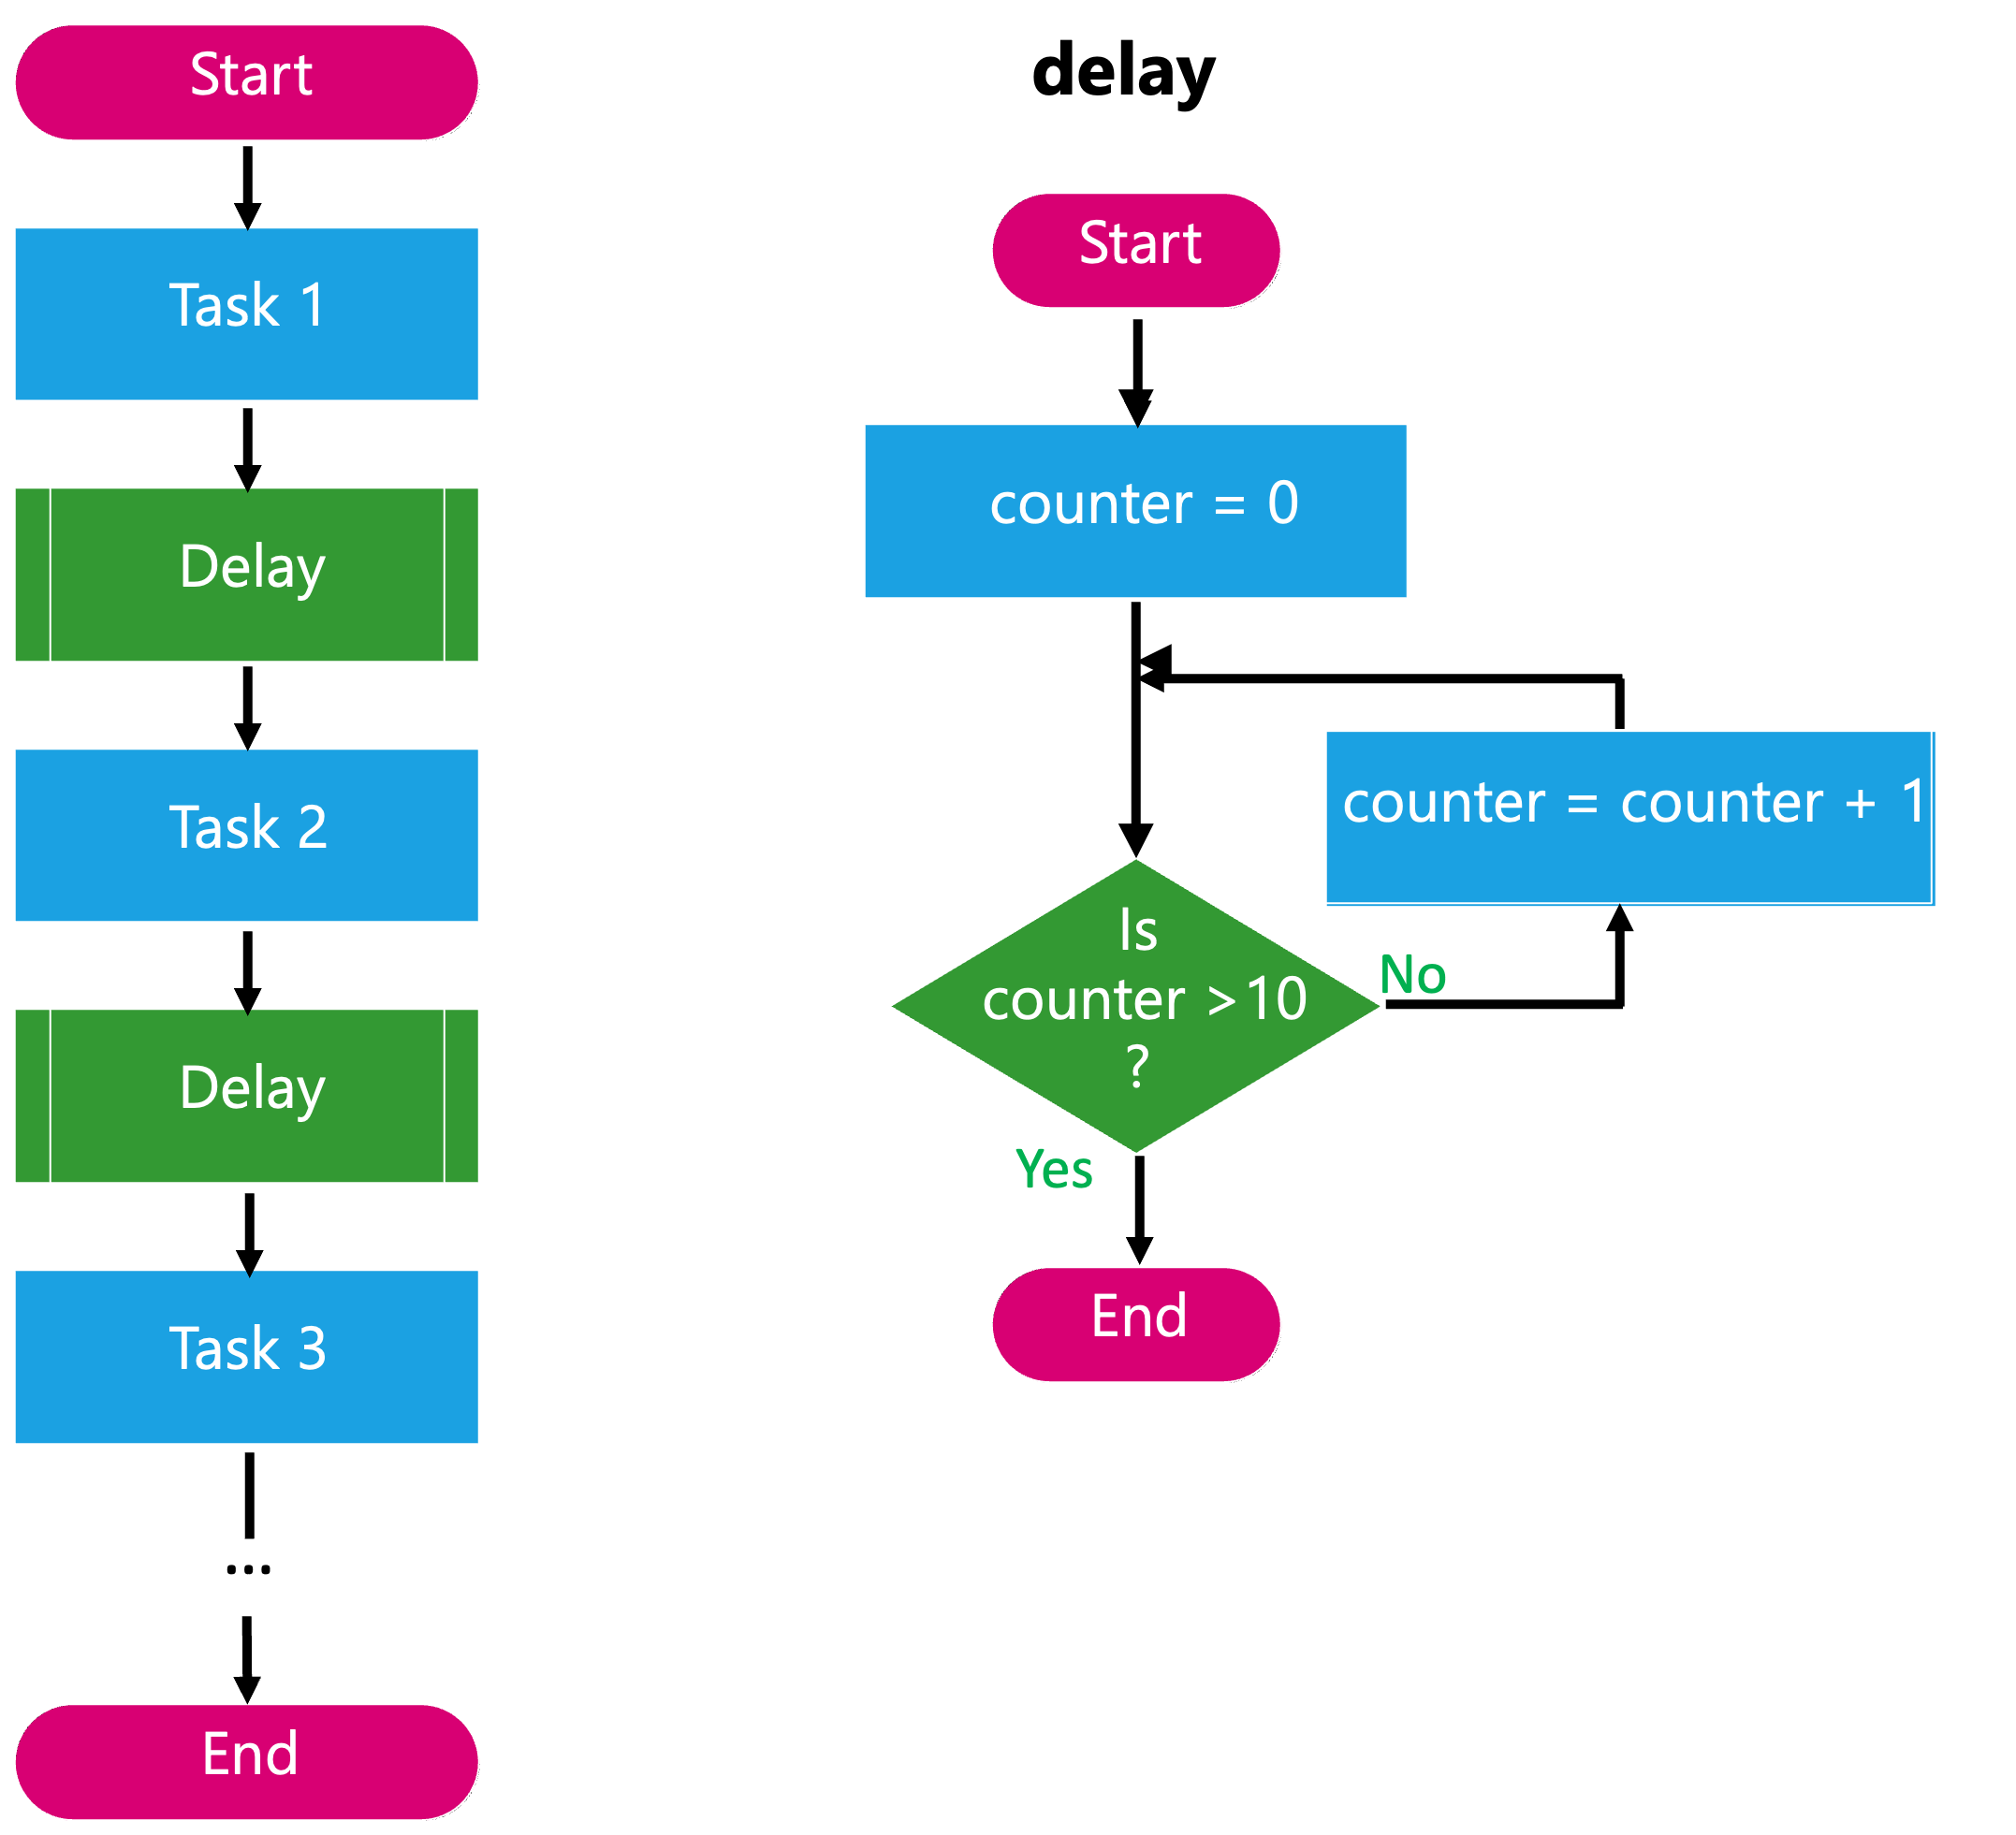 Start
Task 1
Delay
Task 2
Delay
Task 3
...
End
delay
Start
counter = 0
counter = counter + 1
Is
counter >10
?
No
Yes
End